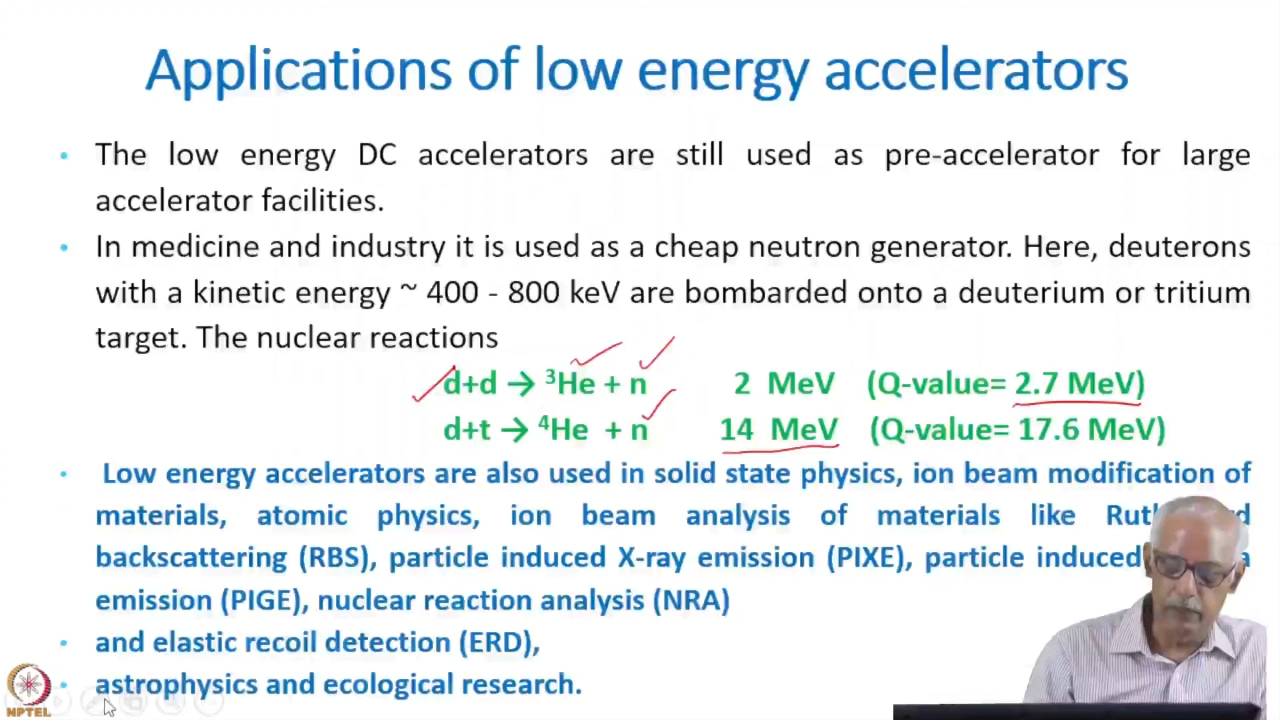 Applications of low energy accelerators
• The low energy DC accelerators are still used as pre-accelerator for large
accelerator facilities.
• In medicine and industry it is used as a cheap neutron generator. Here, deuterons
with a kinetic energy ~ 400 - 800 keV are bombarded onto a deuterium or tritium
target. The nuclear reactions
d+d → ³He + n 2 MeV (Q-value= 2.7 MeV)
d+t → ⁴He + n 14 MeV (Q-value= 17.6 MeV)
• Low energy accelerators are also used in solid state physics, ion beam modification of
materials, atomic physics, ion beam analysis of materials like
backscattering (RBS), particle induced X-ray emission (PIXE), particle induced
emission (PIGE), nuclear reaction analysis (NRA)
• and elastic recoil detection (ERD),
• astrophysics and ecological research.
NPTEL